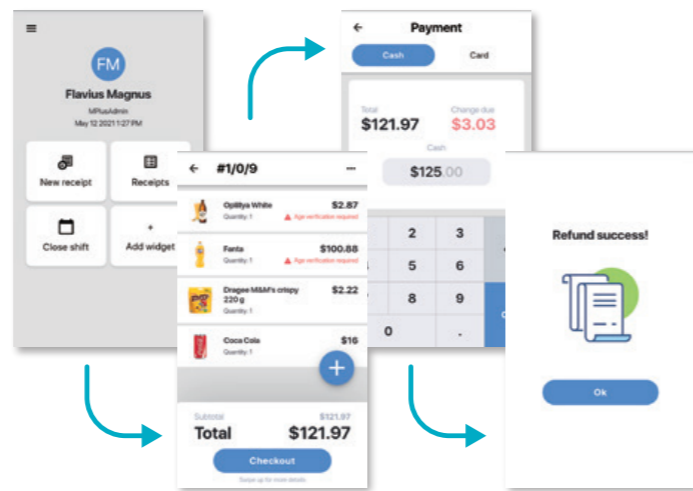 FM
Flavius Magnus
MPlusAdmin
May 12 2021 1:27 PM
New receipt
Receipts
Close shift
+
Add widget
#1/0/9
Opilitya White
$2.87
Quantity: 1
Age verification required
Fanta
$100.88
Quantity: 1
Age verification required
Dragee M&M's crispy
220 g
$2.22
Quantity: 1
Coca Cola
$16
Quantity: 1
+
Subtotal
$121.97
Total
$121.97
Checkout
Swipe up for more details
Payment
Cash
Card
Total
Change due
$121.97
$3.03
Cash
$125.00
2
3
5
6
8
9
0
.
Refund success!
Ok